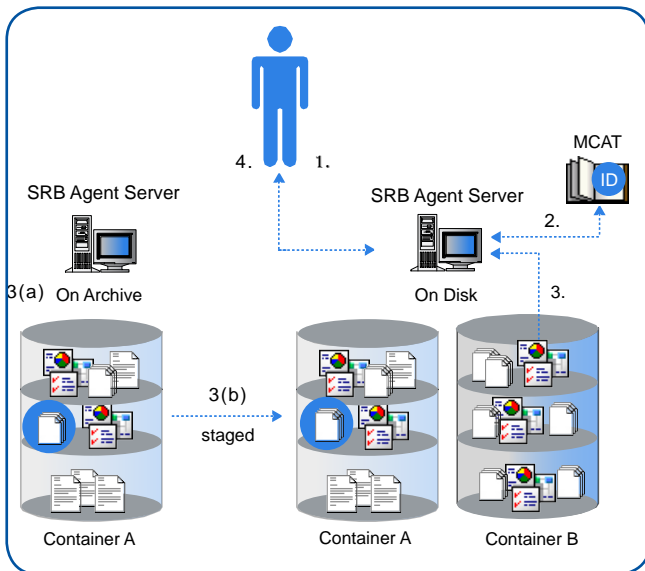 4. 1.
MCAT
ID
SRB Agent Server
SRB Agent Server
2.
3(a)
On Archive
On Disk
3.
3(b)
staged
Container A
Container A
Container B